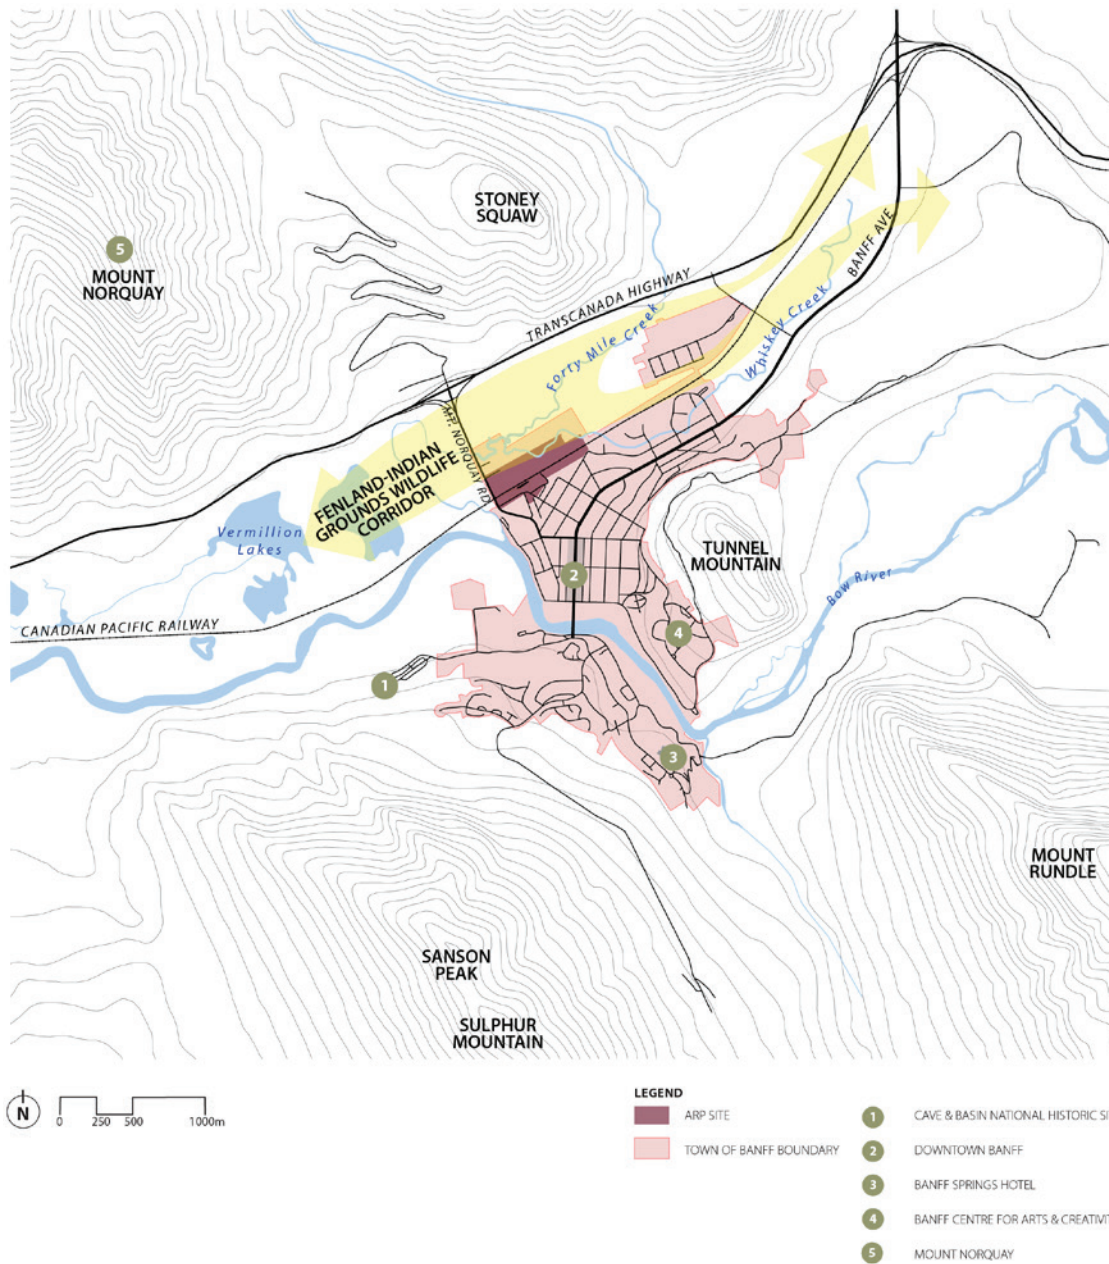 STONEY
SQUAW
5
MOUNT
NORQUAY
TRANSCANADA HIGHWAY
BANFF AVE
Forty Mile Creek
Whiskey Creek
MT. NORQUAY RD
FENLAND-INDIAN
GROUNDS WILDLIFE
CORRIDOR
Vermillion
Lakes
TUNNEL
MOUNTAIN
2
Bow River
CANADIAN PACIFIC RAILWAY
4
1
3
MOUNT
RUNDLE
SANSON
PEAK
SULPHUR
MOUNTAIN
N
0 250 500 1000m
LEGEND
ARP SITE
TOWN OF BANFF BOUNDARY
1 CAVE & BASIN NATIONAL HISTORIC SI
2 DOWNTOWN BANFF
3 BANFF SPRINGS HOTEL
4 BANFF CENTRE FOR ARTS & CREATIVIT
5 MOUNT NORQUAY